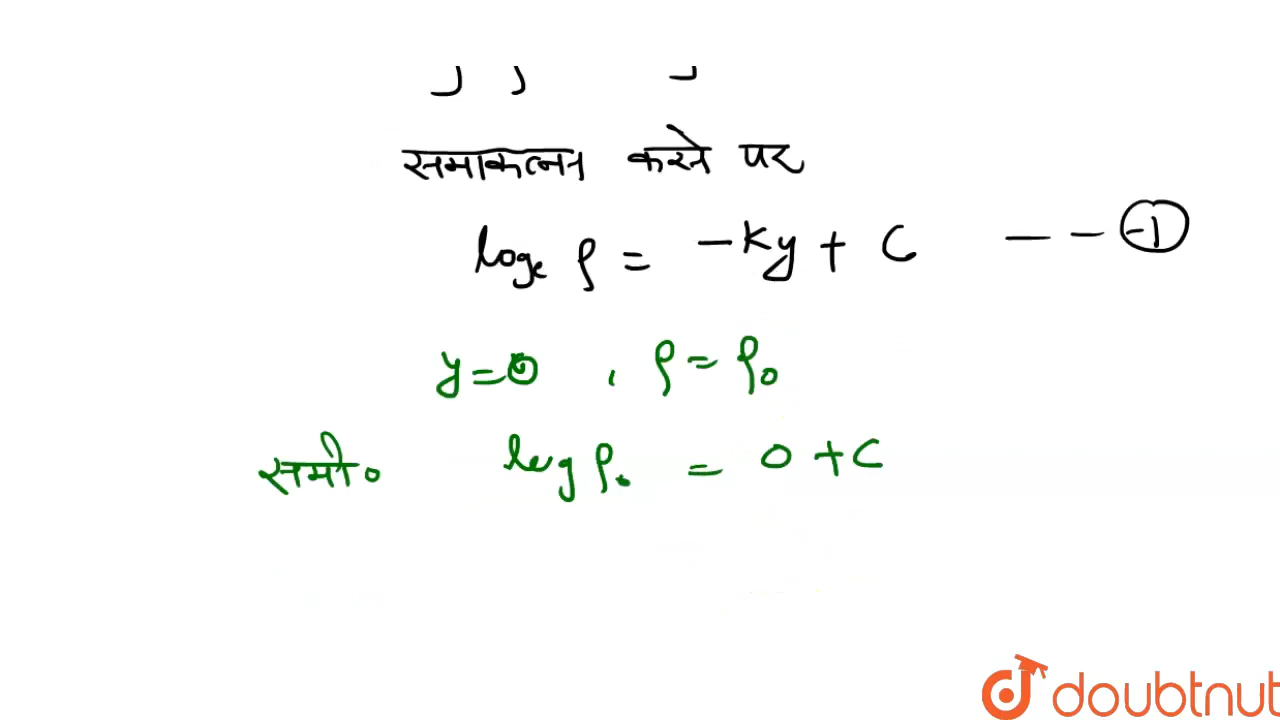 समाकलन करने पर
logₑ ρ = -Ky + C --- ①
y=0 , ρ = ρ₀
समी० log ρ₀ = 0 + C
doubtnut